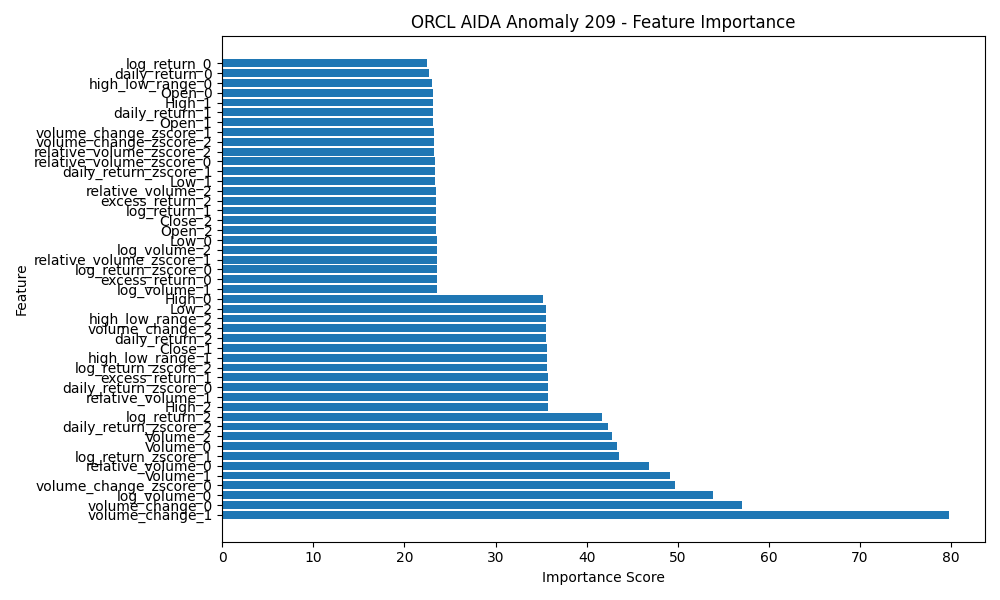 ORCL AIDA Anomaly 209 - Feature Importance
log_return_0
daily_return_0
high_low_range_0
Open_0
High_1
daily_return_1
Open_1
volume_change_zscore_1
volume_change_zscore_2
relative_volume_zscore_2
relative_volume_zscore_0
daily_return_zscore_1
Low_1
relative_volume_2
excess_return_2
log_return_1
Close_2
Open_2
Low_0
log_volume_2
relative_volume_zscore_1
log_return_zscore_0
excess_return_0
log_volume_1
High_0
Low_2
high_low_range_2
volume_change_2
daily_return_2
Close_1
high_low_range_1
log_return_zscore_2
excess_return_1
daily_return_zscore_0
relative_volume_1
High_2
log_return_2
daily_return_zscore_2
Volume_2
Volume_0
log_return_zscore_1
relative_volume_0
Volume_1
volume_change_zscore_0
log_volume_0
volume_change_0
volume_change_1
Feature
0 10 20 30 40 50 60 70 80
Importance Score